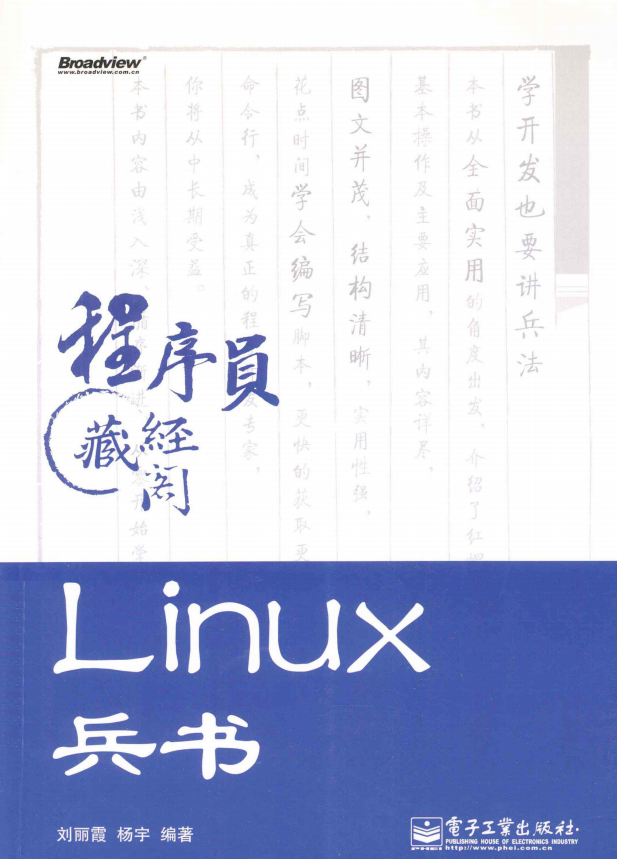 Broadview®
www.broadview.com.cn
学开发也要讲兵法
本书从全面实用的角度出发，介绍了红
基本操作及主要应用，其内容详尽、
图文并茂，结构清晰，实用性强，
花点时间学会编写脚本，更快的获取更
命令行，成为真正的程
专家，
你将从中长期受益。
本书内容由浅入深、
开始学
程序員
藏經阁
Linux
兵书
刘丽霞 杨宇 编著
電子工業出版社·
PUBLISHING HOUSE OF ELECTRONICS INDUSTRY
http://www.phei.com.cn